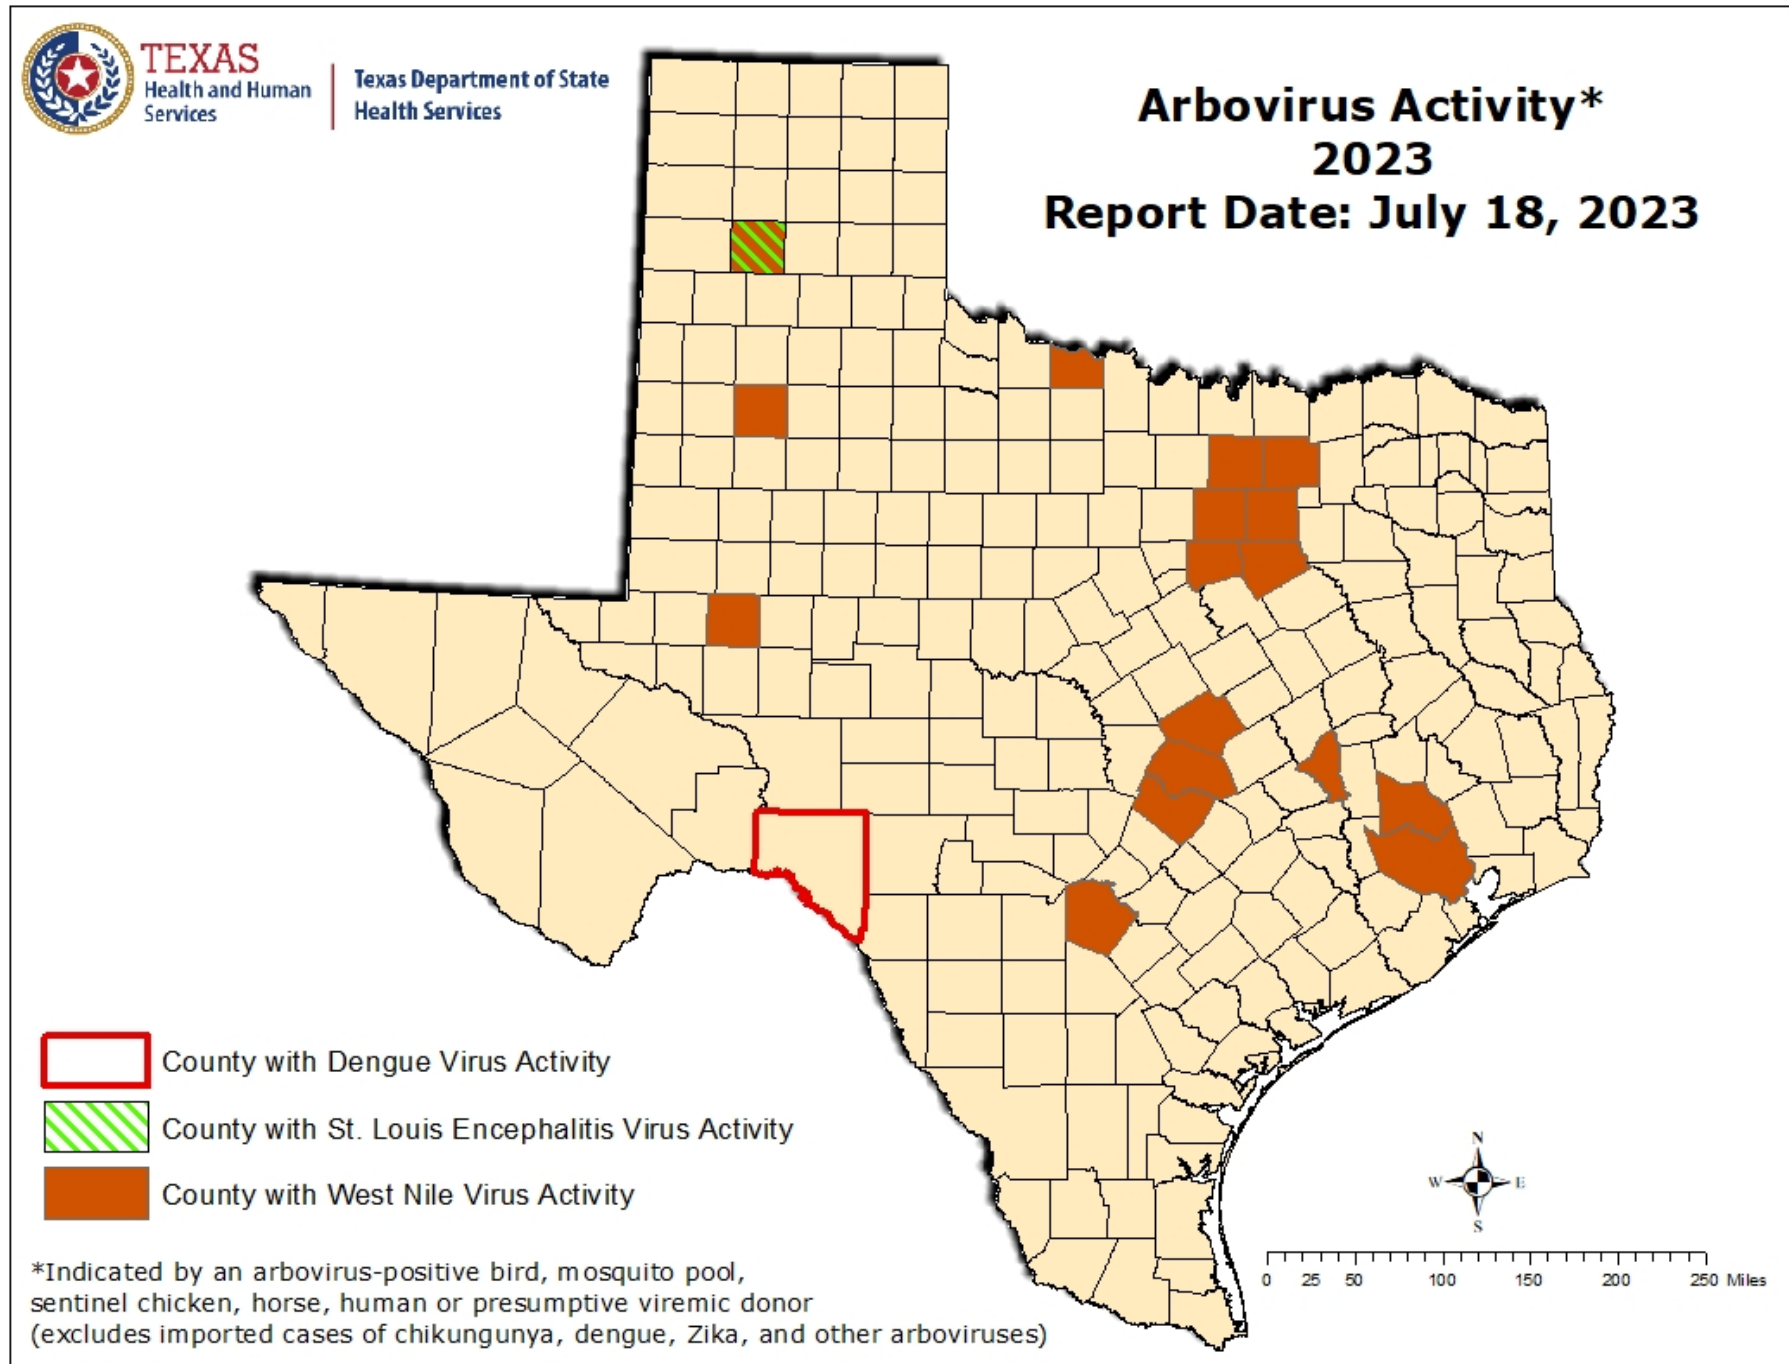 TEXAS
Health and Human
Services
Texas Department of State
Health Services
Arbovirus Activity*
2023
Report Date: July 18, 2023
County with Dengue Virus Activity
County with St. Louis Encephalitis Virus Activity
County with West Nile Virus Activity
*Indicated by an arbovirus-positive bird, mosquito pool,
sentinel chicken, horse, human or presumptive viremic donor
(excludes imported cases of chikungunya, dengue, Zika, and other arboviruses)
N
W E
S
0 25 50 100 150 200 250 Miles